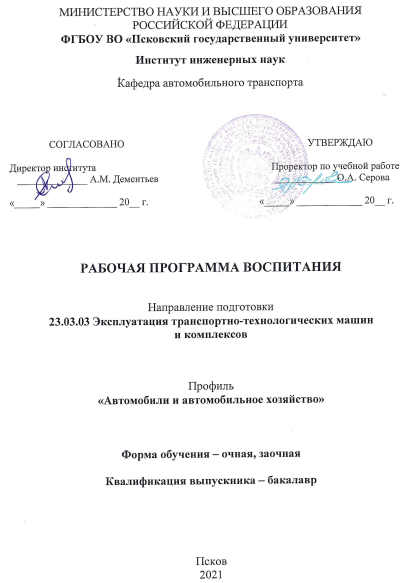 МИНИСТЕРСТВО НАУКИ И ВЫСШЕГО ОБРАЗОВАНИЯ
РОССИЙСКОЙ ФЕДЕРАЦИИ
ФГБОУ ВО «Псковский государственный университет»
Институт инженерных наук
Кафедра автомобильного транспорта
СОГЛАСОВАНО
Директор института
____________ А.М. Дементьев
«_____» _____________ 20__ г.
УТВЕРЖДАЮ
Проректор по учебной работе
____________ О.А. Серова
«_____» _____________ 20__ г.
РАБОЧАЯ ПРОГРАММА ВОСПИТАНИЯ
Направление подготовки
23.03.03 Эксплуатация транспортно-технологических машин
и комплексов
Профиль
«Автомобили и автомобильное хозяйство»
Форма обучения – очная, заочная
Квалификация выпускника – бакалавр
Псков
2021